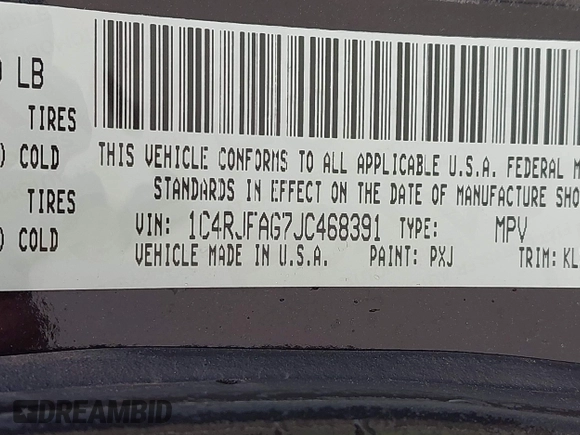 LB
TIRES
) COLD
TIRES
) COLD
THIS VEHICLE CONFORMS TO ALL APPLICABLE U.S.A. FEDERAL M
STANDARDS IN EFFECT ON THE DATE OF MANUFACTURE SHO
VIN: 1C4RJFAG7JC468391 TYPE: MPV
VEHICLE MADE IN U.S.A. PAINT: PXJ TRIM: KL
DREAMBID